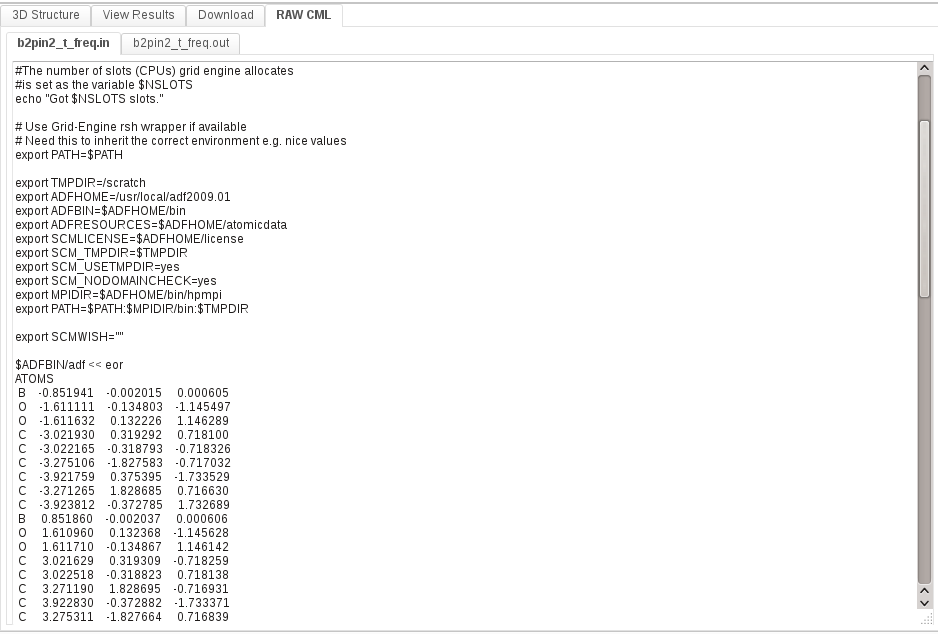 3D Structure View Results Download RAW CML
b2pin2_t_freq.in b2pin2_t_freq.out
#The number of slots (CPUs) grid engine allocates
#is set as the variable $NSLOTS
echo "Got $NSLOTS slots."
# Use Grid-Engine rsh wrapper if available
# Need this to inherit the correct environment e.g. nice values
export PATH=$PATH
export TMPDIR=/scratch
export ADFHOME=/usr/local/adf2009.01
export ADFBIN=$ADFHOME/bin
export ADFRESOURCES=$ADFHOME/atomicdata
export SCMLICENSE=$ADFHOME/license
export SCM_TMPDIR=$TMPDIR
export SCM_USETMPDIR=yes
export SCM_NODOMAINCHECK=yes
export MPIDIR=$ADFHOME/bin/hpmpi
export PATH=$PATH:$MPIDIR/bin:$TMPDIR
export SCMWISH=""
$ADFBIN/adf << eor
ATOMS
B -0.851941 -0.002015 0.000605
O -1.611111 -0.134803 -1.145497
O -1.611632 0.132226 1.146289
C -3.021930 0.319292 0.718100
C -3.022165 -0.318793 -0.718326
C -3.275106 -1.827583 -0.717032
C -3.921759 0.375395 -1.733529
C -3.271265 1.828685 0.716630
C -3.923812 -0.372785 1.732689
B 0.851860 -0.002037 0.000606
O 1.610960 0.132368 -1.145628
O 1.611710 -0.134867 1.146142
C 3.021629 0.319309 -0.718259
C 3.022518 -0.318823 0.718138
C 3.271190 1.828695 -0.716931
C 3.922830 -0.372882 -1.733371
C 3.275311 -1.827664 0.716839